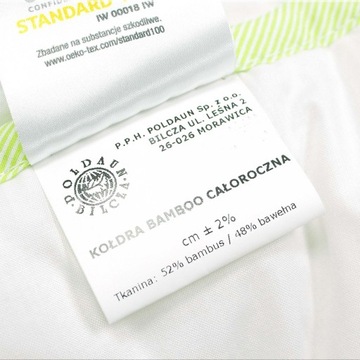 CONFID
STANDARD
IW 00018 IW
Zbadane na substancje szkodliwe.
www.oeko-tex.com/standard100
P.P.H. POLDAUN Sp. z o.o.
BILCZA UL. LEŚNA 2
26-026 MORAWICA
POLDAUN
BILCZA
KOŁDRA BAMBOO CAŁOROCZNA
cm ± 2%
Tkanina: 52% bambus / 48% bawełna